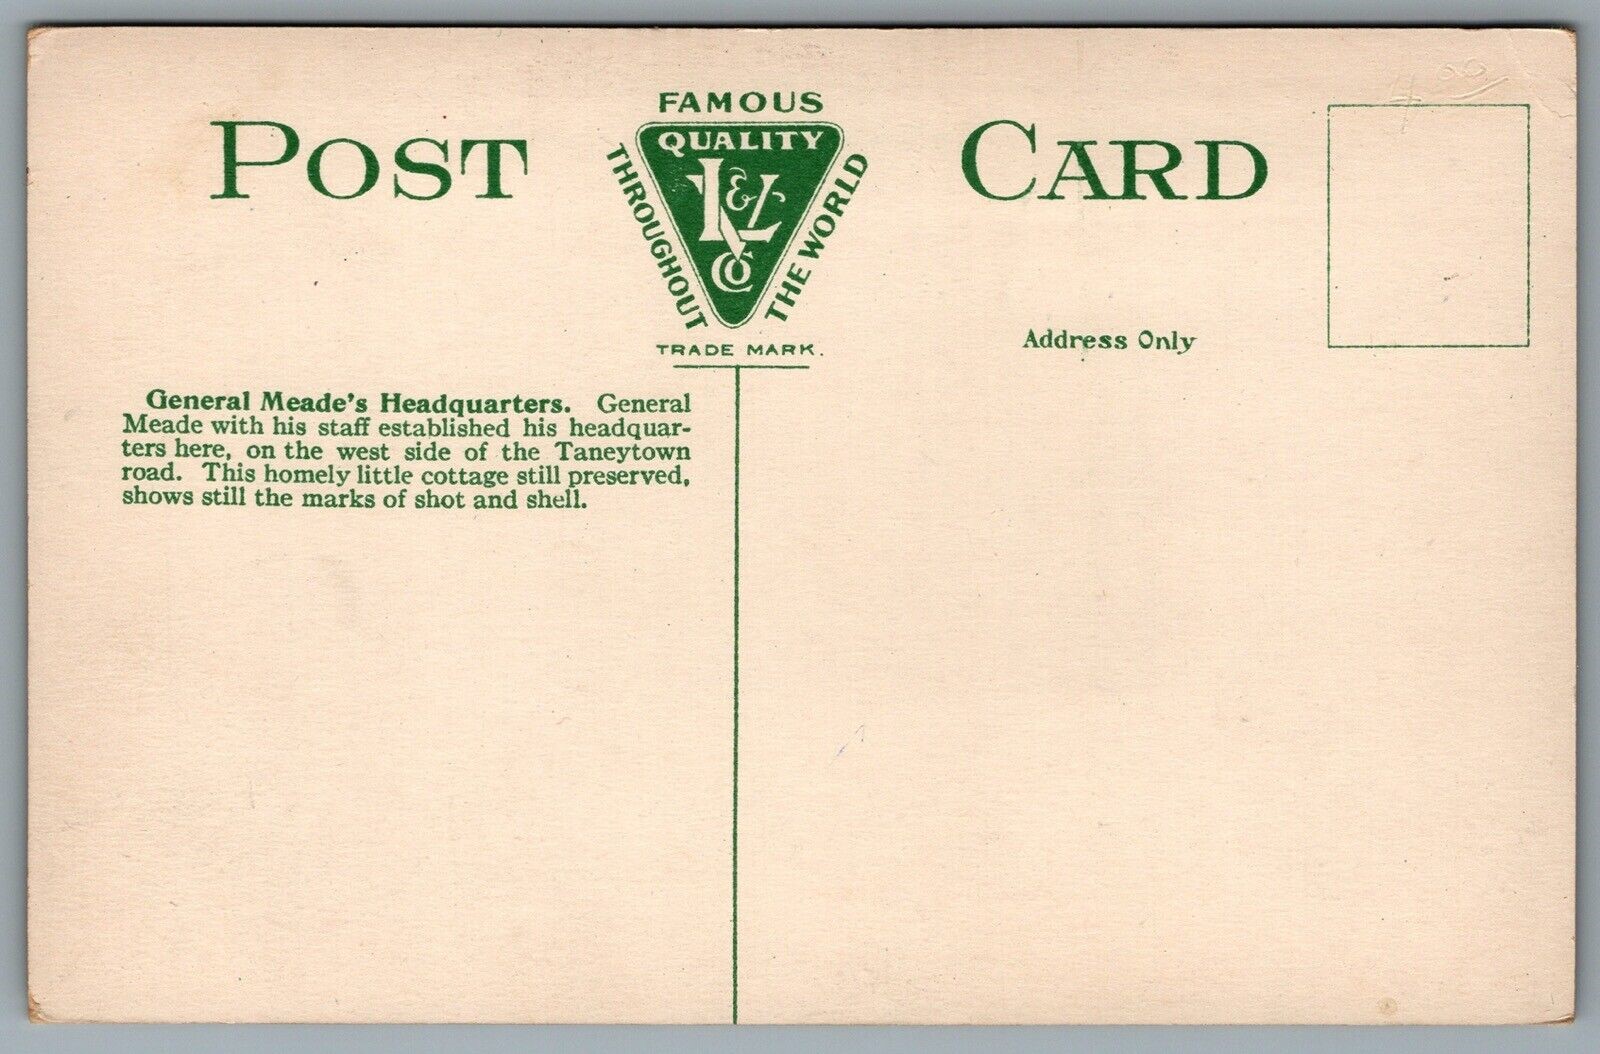 FAMOUS
POST CARD
QUALITY
THROUGHOUT
THE WORLD
K&L
CO
TRADE MARK.
Address Only
General Meade's Headquarters. General
Meade with his staff established his headquar-
ters here, on the west side of the Taneytown
road. This homely little cottage still preserved,
shows still the marks of shot and shell.